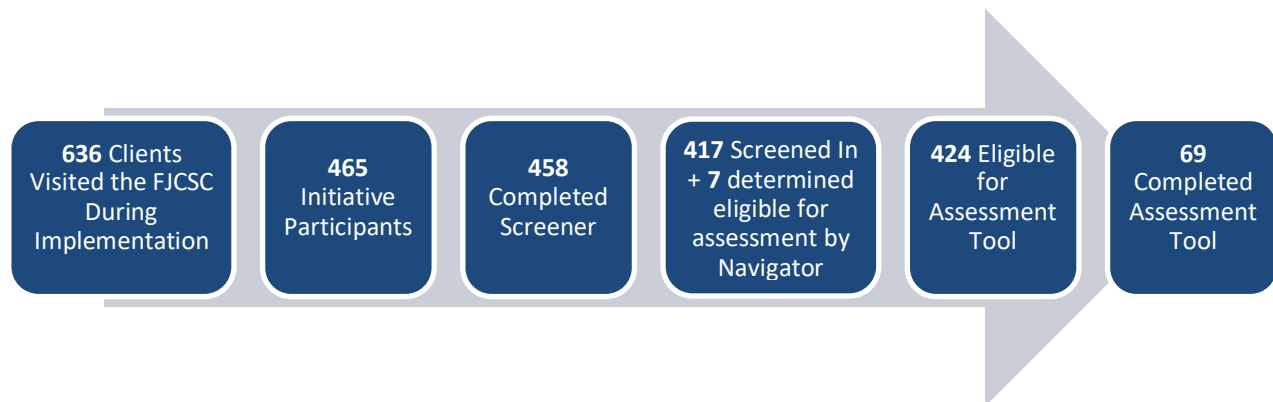 636 Clients
Visited the FJCSC
During
Implementation
465
Initiative
Participants
458
Completed
Screener
417 Screened In
+ 7 determined
eligible for
assessment by
Navigator
424 Eligible
for
Assessment
Tool
69
Completed
Assessment
Tool